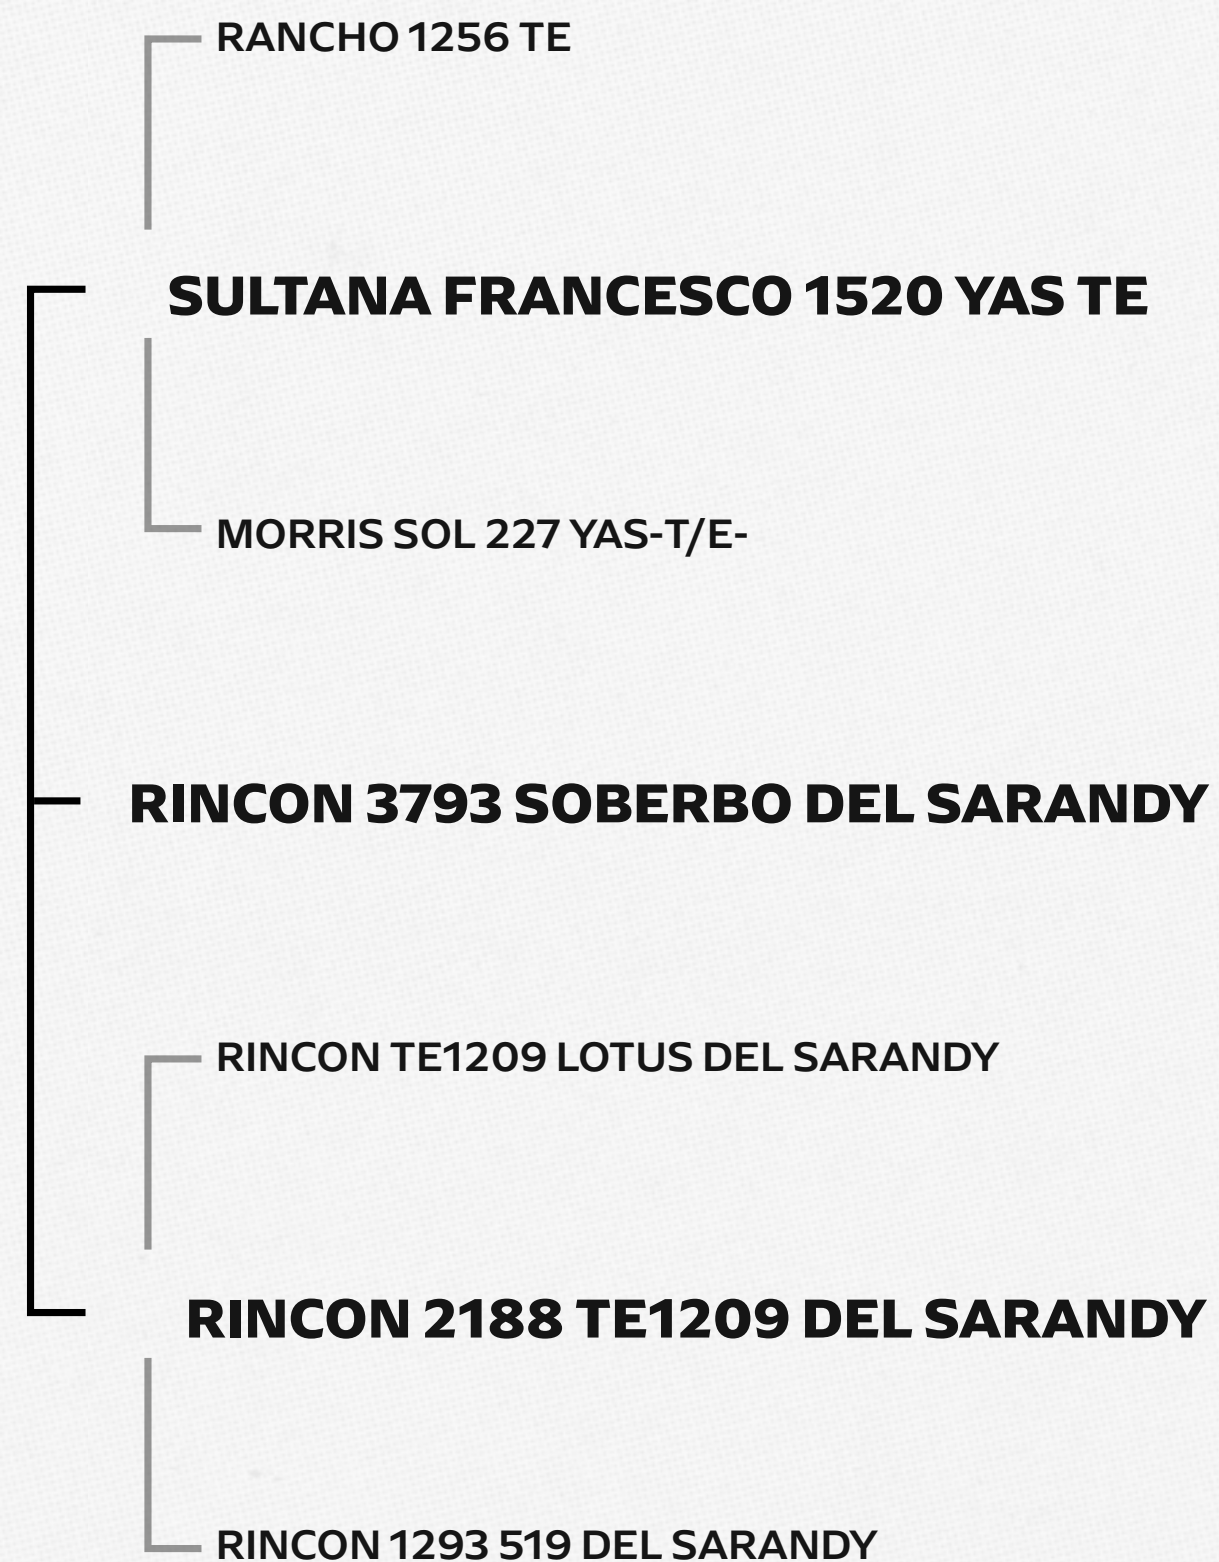 RANCHO 1256 TE
SULTANA FRANCESCO 1520 YAS TE
MORRIS SOL 227 YAS-T/E-
RINCON 3793 SOBERBO DEL SARANDY
RINCON TE1209 LOTUS DEL SARANDY
RINCON 2188 TE1209 DEL SARANDY
RINCON 1293 519 DEL SARANDY